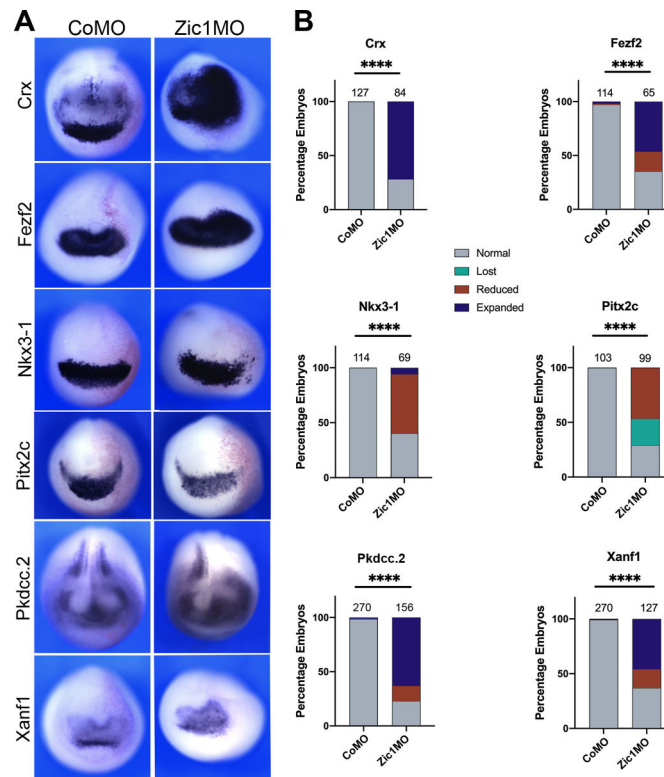 A
CoMO Zic1MO
Crx
Fezf2
Nkx3-1
Pitx2c
Pkdcc.2
Xanf1
B
Crx
****
127 84
100
50
0
Percentage Embryos
CoMO
Zic1MO
Fezf2
****
114 65
100
50
0
Percentage Embryos
CoMO
Zic1MO
Normal
Lost
Reduced
Expanded
Nkx3-1
****
114 69
100
50
0
Percentage Embryos
CoMO
Zic1MO
Pitx2c
****
103 99
100
50
0
Percentage Embryos
CoMO
Zic1MO
Pkdcc.2
****
270 156
100
50
0
Percentage Embryos
CoMO
Zic1MO
Xanf1
****
270 127
100
50
0
Percentage Embryos
CoMO
Zic1MO